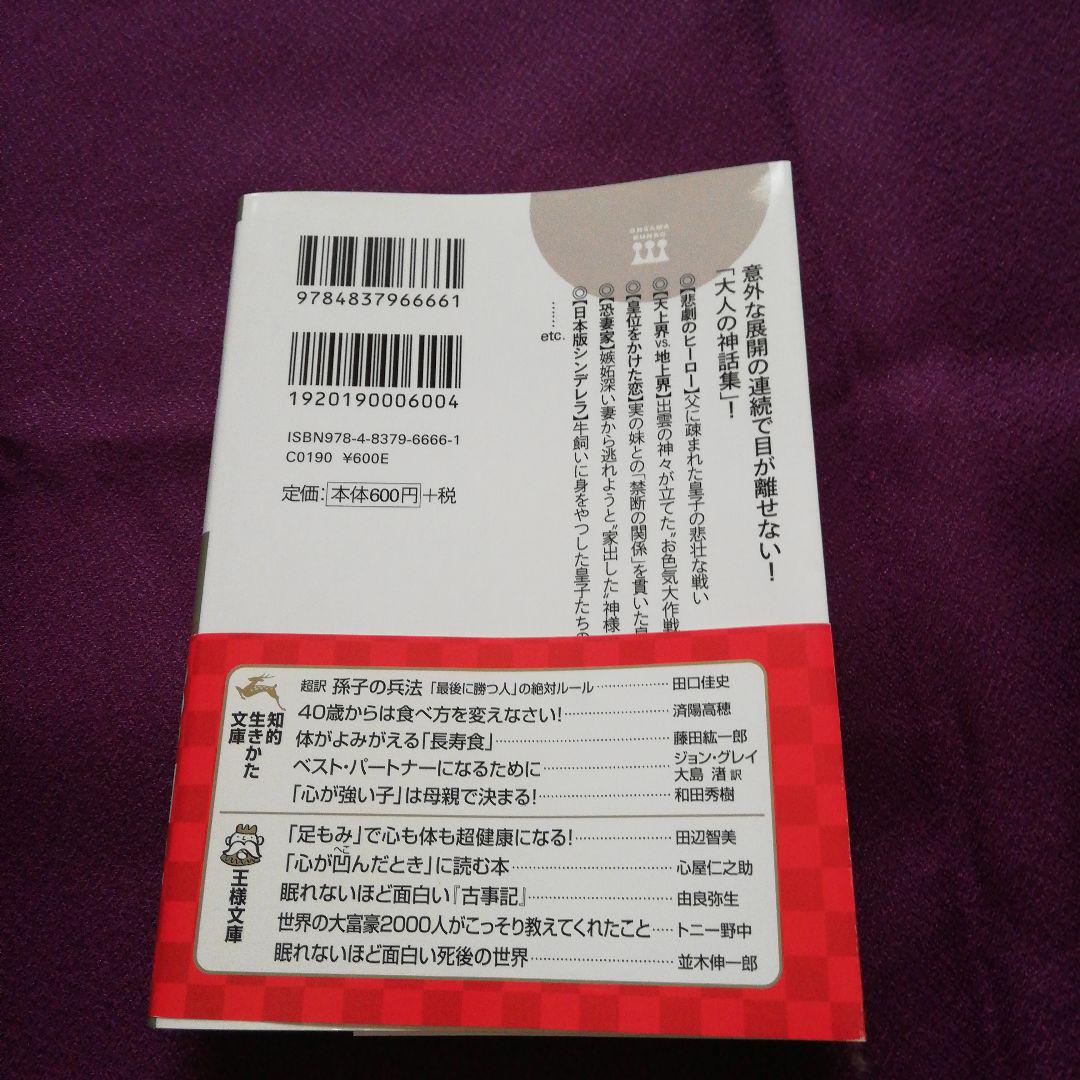 OHSAMA
BUNKO
意外な展開の連続で目が離せない!
「大人の神話集」!
◎【悲劇のヒーロー】父に疎まれた皇子の悲壮な戦い
◎【天上界vs.地上界】出雲の神々が立てた“お色気大作戦
◎【皇位をかけた恋】実の妹との「禁断の関係」を貫いた
◎【恐妻家】嫉妬深い妻から逃れようと“家出した”神様
◎【日本版シンデレラ】牛飼いに身をやつした皇子たちの
……etc.
9784837966661
1920190006004
ISBN978-4-8379-6666-1
C0190 ¥600E
定価:本体600円+税
知的
生きかた
文庫
超訳 孫子の兵法「最後に勝つ人」の絶対ルール……………田口佳史
40歳からは食べ方を変えなさい!……………済陽高穂
体がよみがえる「長寿食」……………藤田紘一郎
ベスト・パートナーになるために……………ジョン・グレイ
大島 渚 訳
「心が強い子」は母親で決まる!……………和田秀樹
王様文庫
「足もみ」で心も体も超健康になる!……………田辺智美
「心が凹んだとき」に読む本……………心屋仁之助
へこ
眠れないほど面白い『古事記』……………由良弥生
世界の大富豪2000人がこっそり教えてくれたこと……トニー野中
眠れないほど面白い死後の世界……………並木伸一郎